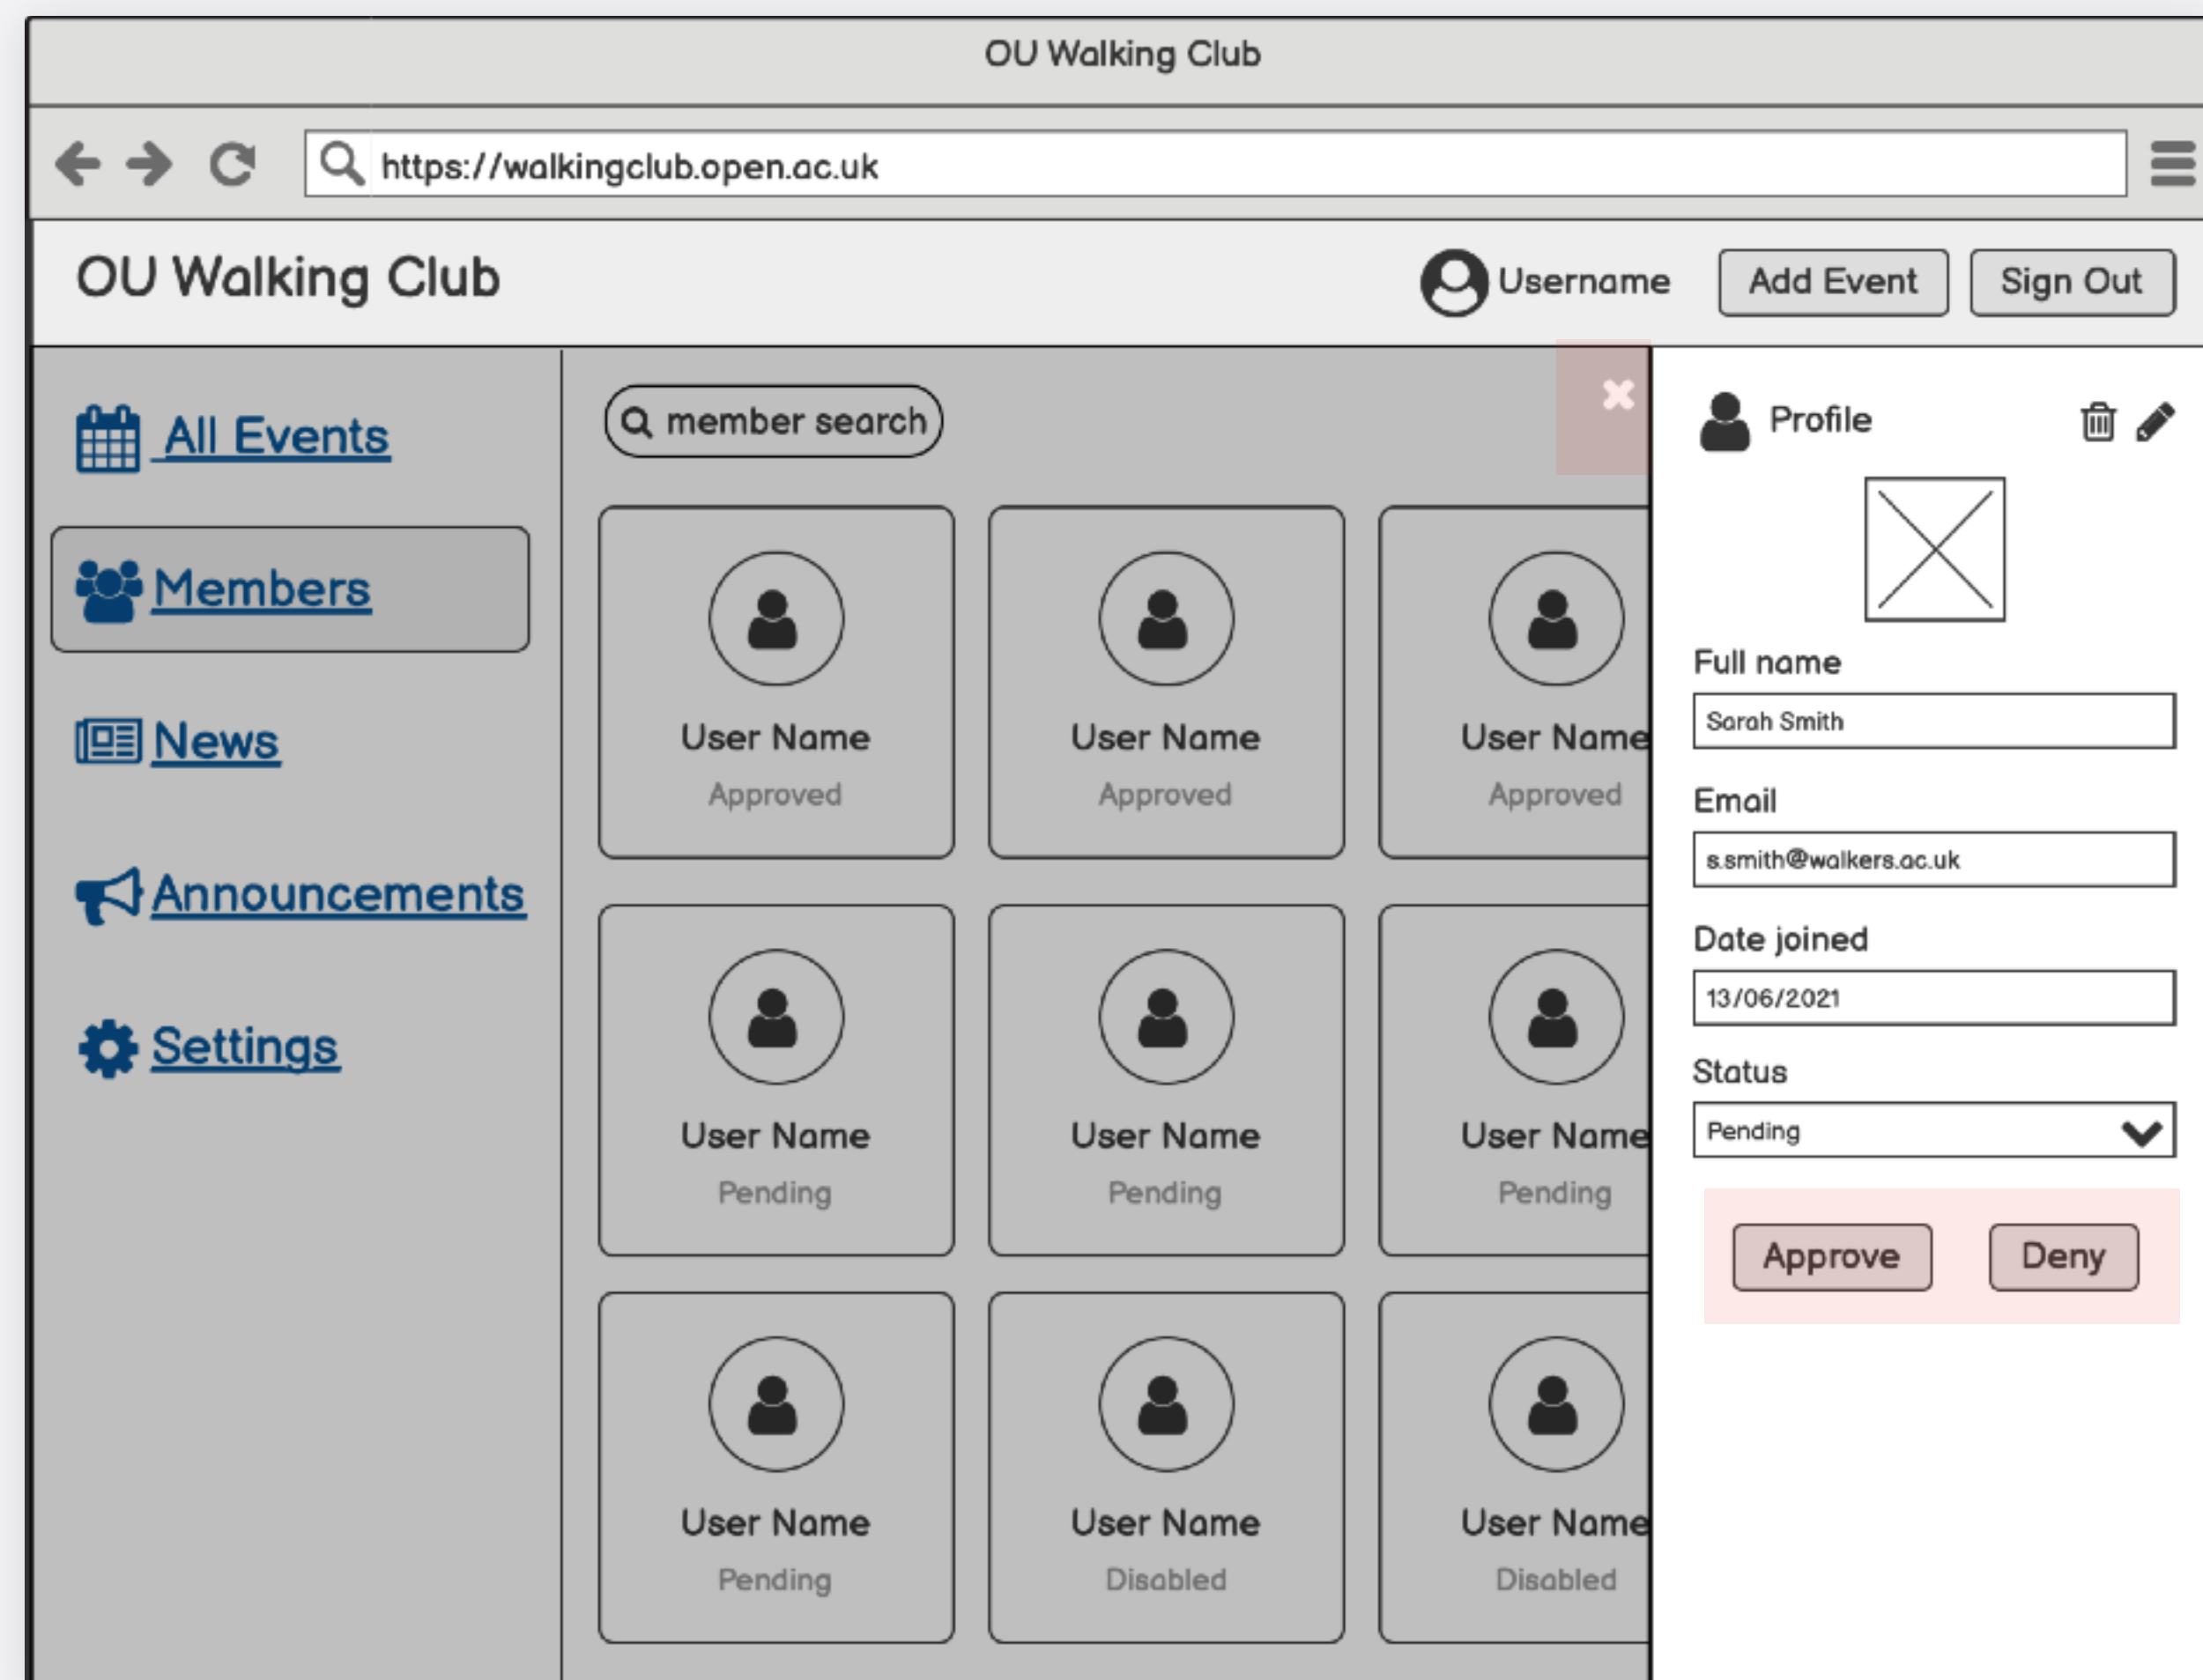 OU Walking Club
https://walkingclub.open.ac.uk
OU Walking Club
Username
Add Event
Sign Out
All Events
Members
News
Announcements
Settings
member search
User Name
Approved
User Name
Approved
User Name
Approved
User Name
Pending
User Name
Pending
User Name
Pending
User Name
Pending
User Name
Disabled
User Name
Disabled
Profile
Full name
Sarah Smith
Email
s.smith@walkers.ac.uk
Date joined
13/06/2021
Status
Pending
Approve
Deny